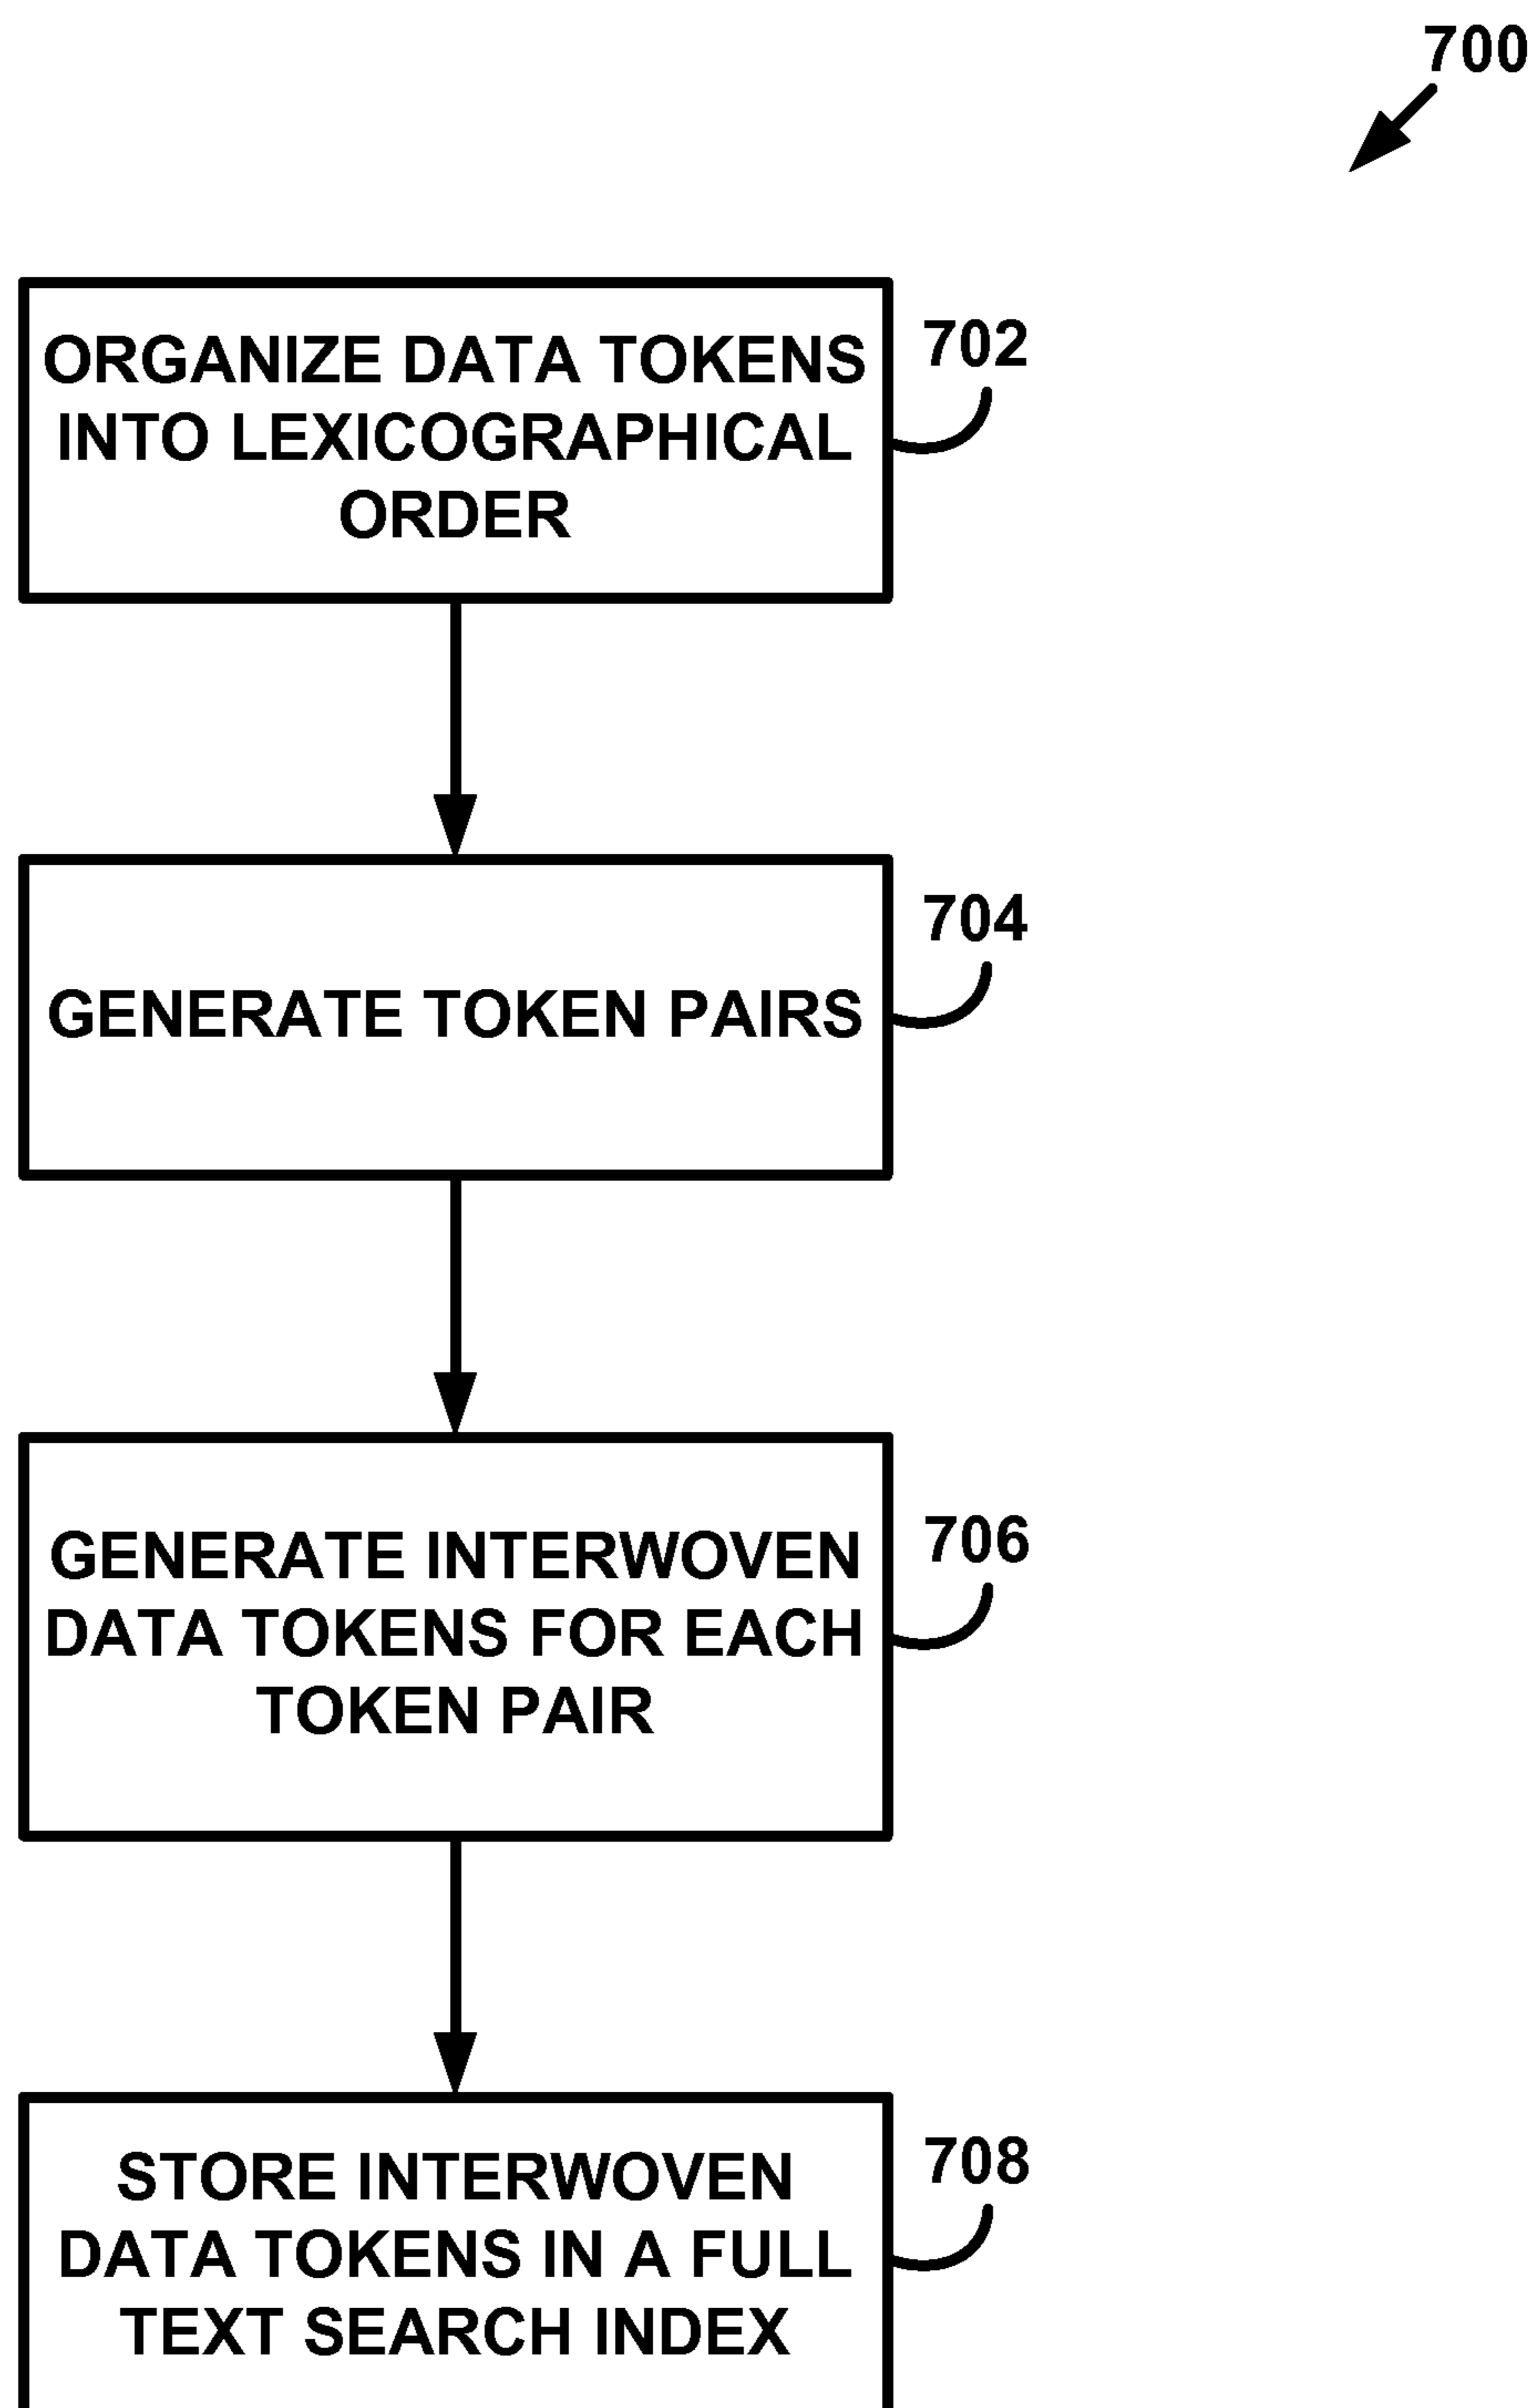 700
ORGANIZE DATA TOKENS
INTO LEXICOGRAPHICAL
ORDER
702
GENERATE TOKEN PAIRS
704
GENERATE INTERWOVEN
DATA TOKENS FOR EACH
TOKEN PAIR
706
STORE INTERWOVEN
DATA TOKENS IN A FULL
TEXT SEARCH INDEX
708